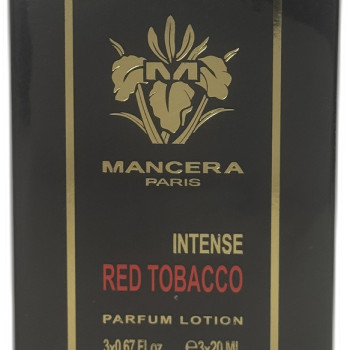 M
MANCERA
PARIS
INTENSE
RED TOBACCO
PARFUM LOTION
3x0.67 Fl.oz ℮3x20 Ml